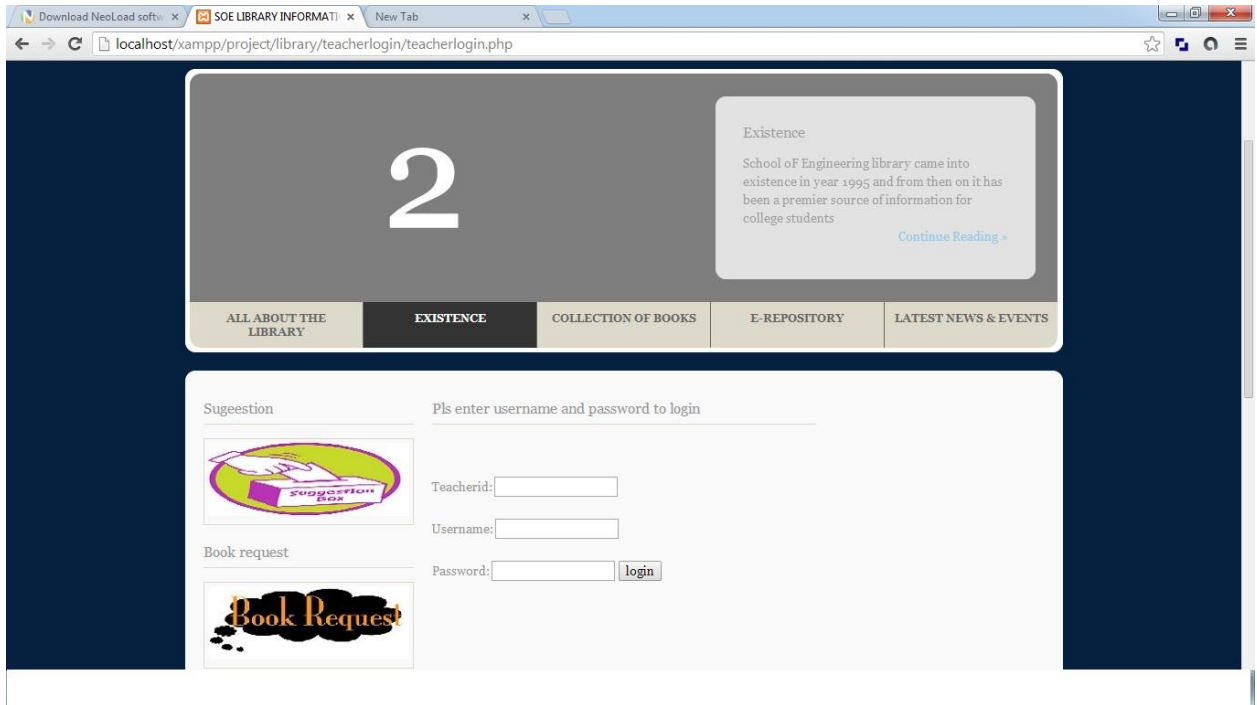 Download NeoLoad softw
SOE LIBRARY INFORMATI
New Tab
localhost/xampp/project/library/teacherlogin/teacherlogin.php
2
Existence
School oF Engineering library came into
existence in year 1995 and from then on it has
been a premier source of information for
college students
Continue Reading »
ALL ABOUT THE
LIBRARY
EXISTENCE
COLLECTION OF BOOKS
E-REPOSITORY
LATEST NEWS & EVENTS
Sugeestion
suggestion
Box
Book request
Book Request
Pls enter username and password to login
Teacherid:
Username:
Password:
login